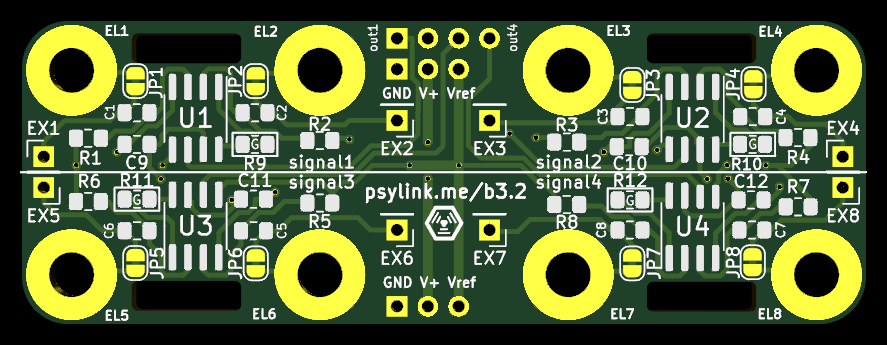 EL1 EL2 out1 out4 EL3 EL4
JP1 JP2 JP3 JP4
GND V+ Vref
C1 C2 C3 C4
U1 U2
EX1 R2 EX2 EX3 R3 EX4
R1 C9 G R9 signal1 signal2 C10 G R10 R4
R6 R11 C11 signal3 signal4 R12 C12 R7
G psylink.me/b3.2 G
EX5 R5 R8 EX8
C6 U3 C5 C8 U4 C7
JP5 JP6 EX6 EX7 JP7 JP8
GND V+ Vref
EL5 EL6 EL7 EL8